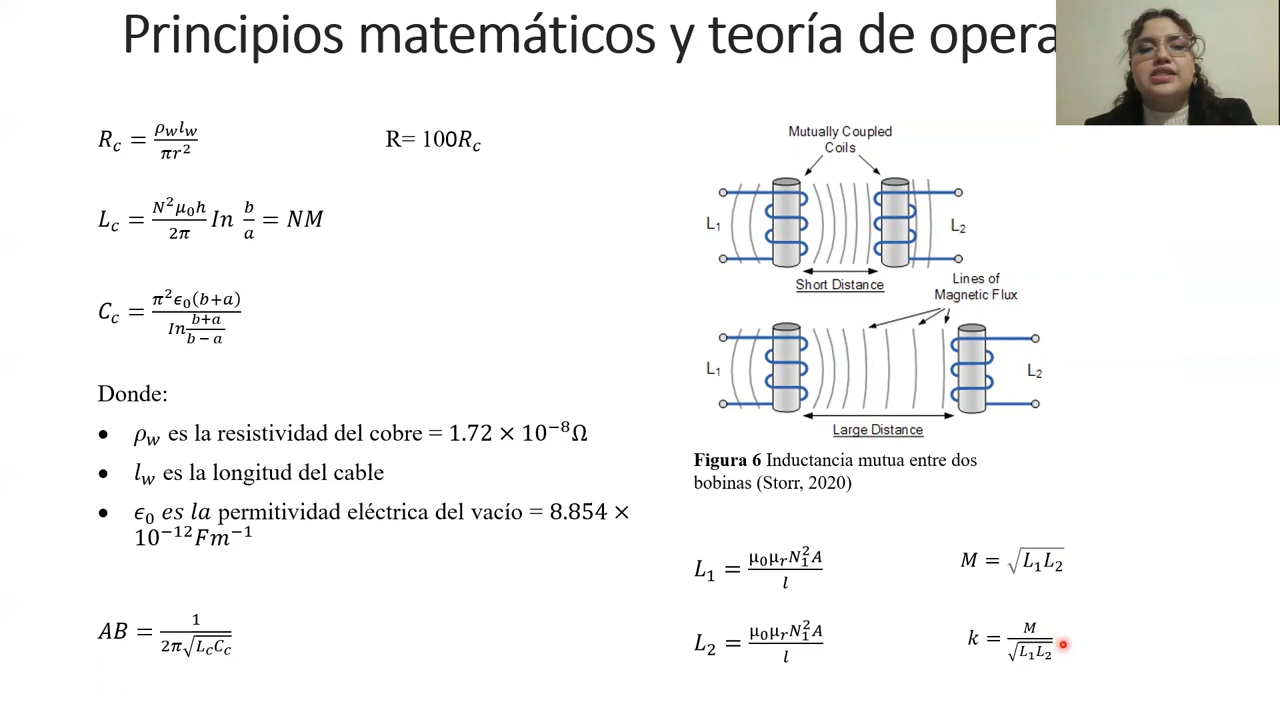 Principios matemáticos y teoría de opera
R_c = ρ_w l_w / πr²
R= 100R_c
L_c = N²μ₀h / 2π In b/a = NM
C_c = π²ϵ₀(b+a) / In b+a / b − a
Donde:
• ρ_w es la resistividad del cobre = 1.72 × 10⁻⁸Ω
• l_w es la longitud del cable
• ϵ₀ es la permitividad eléctrica del vacío = 8.854 ×
10⁻¹²Fm⁻¹
AB = 1 / 2π√L_cC_c
Mutually Coupled
Coils
L₁
L₂
Short Distance
Lines of
Magnetic Flux
L₁
L₂
Large Distance
Figura 6 Inductancia mutua entre dos
bobinas (Storr, 2020)
L₁ = μ₀μ_rN₁²A / l
M = √L₁L₂
L₂ = μ₀μ_rN₁²A / l
k = M / √L₁L₂